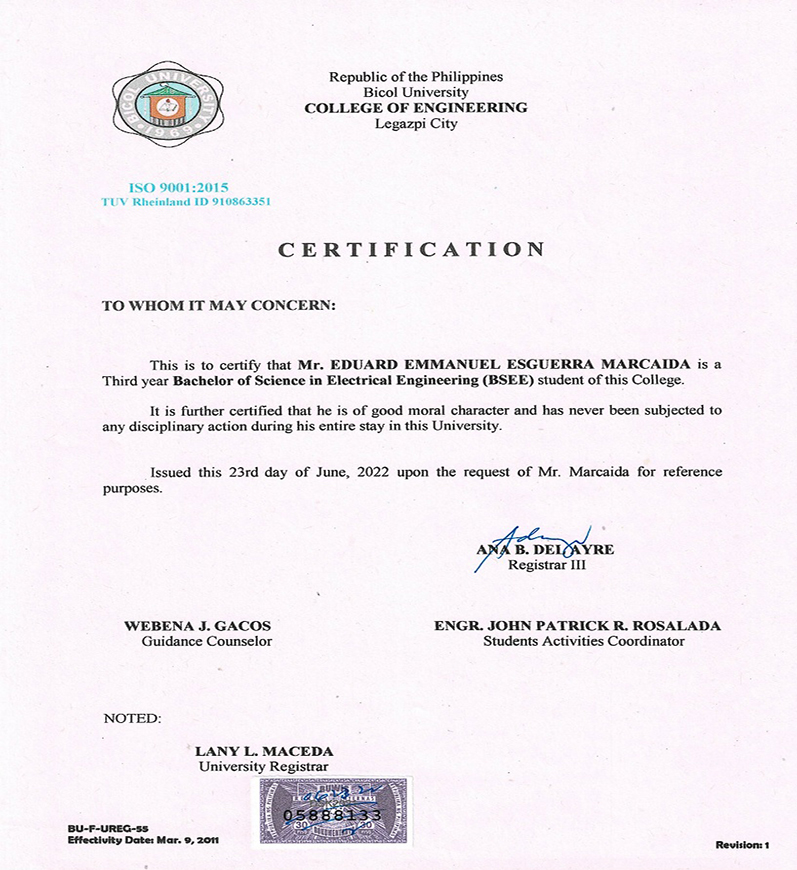 BICOL UNIVERSITY
1969
Republic of the Philippines
Bicol University
COLLEGE OF ENGINEERING
Legazpi City
ISO 9001:2015
TUV Rheinland ID 910863351
CERTIFICATION
TO WHOM IT MAY CONCERN:
This is to certify that Mr. EDUARD EMMANUEL ESGUERRA MARCAIDA is a
Third year Bachelor of Science in Electrical Engineering (BSEE) student of this College.
It is further certified that he is of good moral character and has never been subjected to
any disciplinary action during his entire stay in this University.
Issued this 23rd day of June, 2022 upon the request of Mr. Marcaida for reference
purposes.
ANA B. DEL AYRE
Registrar III
WEBENA J. GACOS
Guidance Counselor
ENGR. JOHN PATRICK R. ROSALADA
Students Activities Coordinator
NOTED:
LANY L. MACEDA
University Registrar
05888133
30 30
BU-F-UREG-55
Effectivity Date: Mar. 9, 2011
Revision: 1